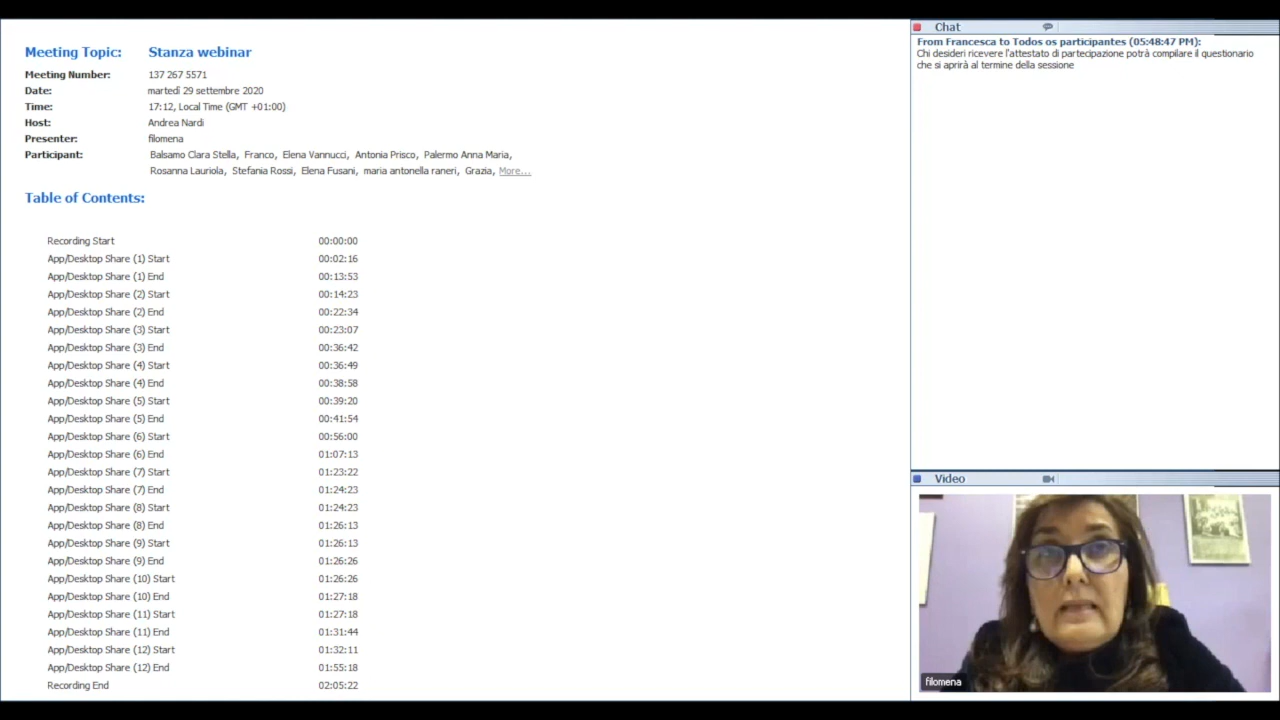 Meeting Topic: Stanza webinar
Meeting Number: 137 267 5571
Date: martedì 29 settembre 2020
Time: 17:12, Local Time (GMT +01:00)
Host: Andrea Nardi
Presenter: filomena
Participant: Balsamo Clara Stella, Franco, Elena Vannucci, Antonia Prisco, Palermo Anna Maria,
Rosanna Lauriola, Stefania Rossi, Elena Fusani, maria antonella raneri, Grazia, More...
Table of Contents:
Recording Start 00:00:00
App/Desktop Share (1) Start 00:02:16
App/Desktop Share (1) End 00:13:53
App/Desktop Share (2) Start 00:14:23
App/Desktop Share (2) End 00:22:34
App/Desktop Share (3) Start 00:23:07
App/Desktop Share (3) End 00:36:42
App/Desktop Share (4) Start 00:36:49
App/Desktop Share (4) End 00:38:58
App/Desktop Share (5) Start 00:39:20
App/Desktop Share (5) End 00:41:54
App/Desktop Share (6) Start 00:56:00
App/Desktop Share (6) End 01:07:13
App/Desktop Share (7) Start 01:23:22
App/Desktop Share (7) End 01:24:23
App/Desktop Share (8) Start 01:24:23
App/Desktop Share (8) End 01:26:13
App/Desktop Share (9) Start 01:26:13
App/Desktop Share (9) End 01:26:26
App/Desktop Share (10) Start 01:26:26
App/Desktop Share (10) End 01:27:18
App/Desktop Share (11) Start 01:27:18
App/Desktop Share (11) End 01:31:44
App/Desktop Share (12) Start 01:32:11
App/Desktop Share (12) End 01:55:18
Recording End 02:05:22
Chat
From Francesca to Todos os participantes (05:48:47 PM):
Chi desideri ricevere l'attestato di partecipazione potrà compilare il questionario
che si aprirà al termine della sessione
Video
filomena